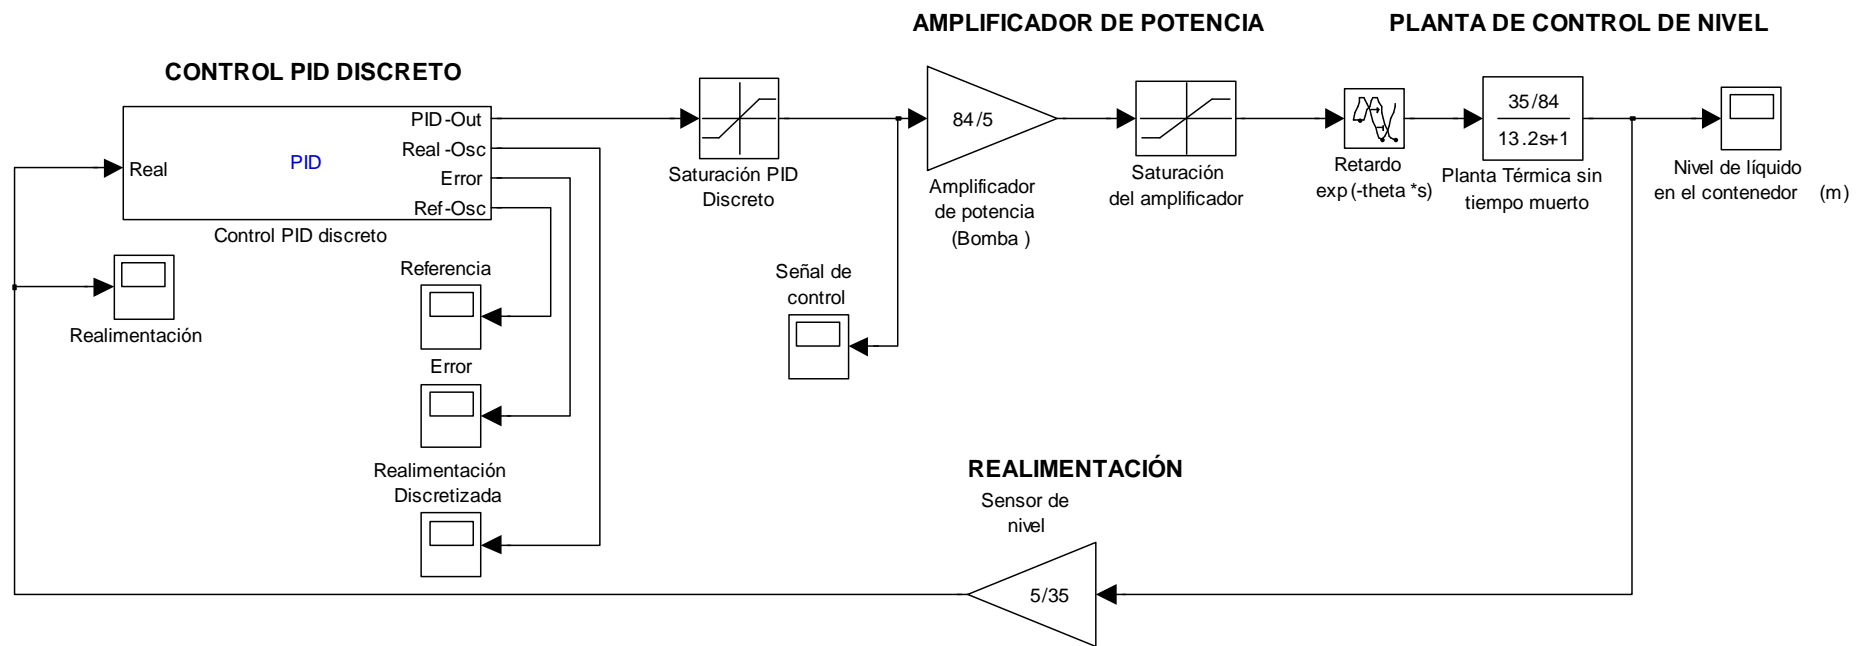 AMPLIFICADOR DE POTENCIA
PLANTA DE CONTROL DE NIVEL
CONTROL PID DISCRETO
Real
PID
PID-Out
Real-Osc
Error
Ref-Osc
Control PID discreto
Saturación PID
Discreto
84/5
Amplificador
de potencia
(Bomba )
Saturación
del amplificador
Retardo
exp(-theta *s)
35/84
13.2s+1
Planta Térmica sin
tiempo muerto
Nivel de líquido
en el contenedor (m)
Realimentación
Referencia
Error
Realimentación
Discretizada
Señal de
control
REALIMENTACIÓN
Sensor de
nivel
5/35